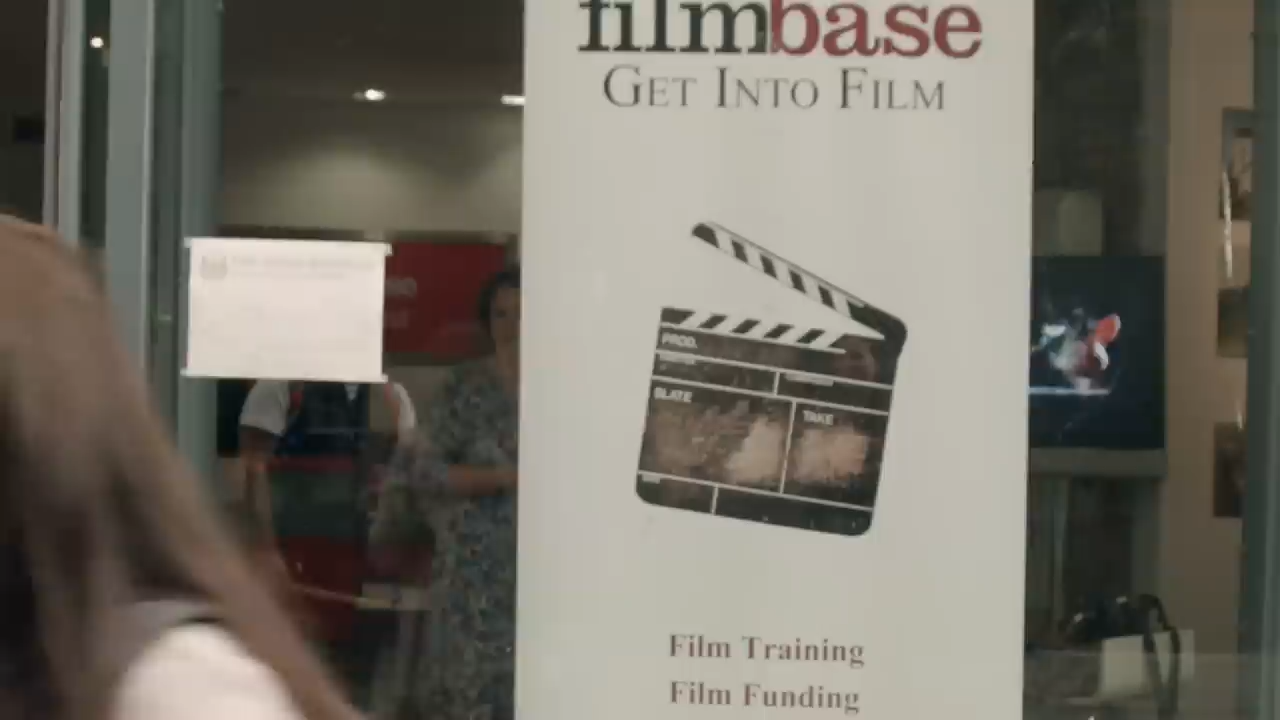 filmbase
GET INTO FILM
PROD.
SLATE
TAKE
Film Training
Film Funding